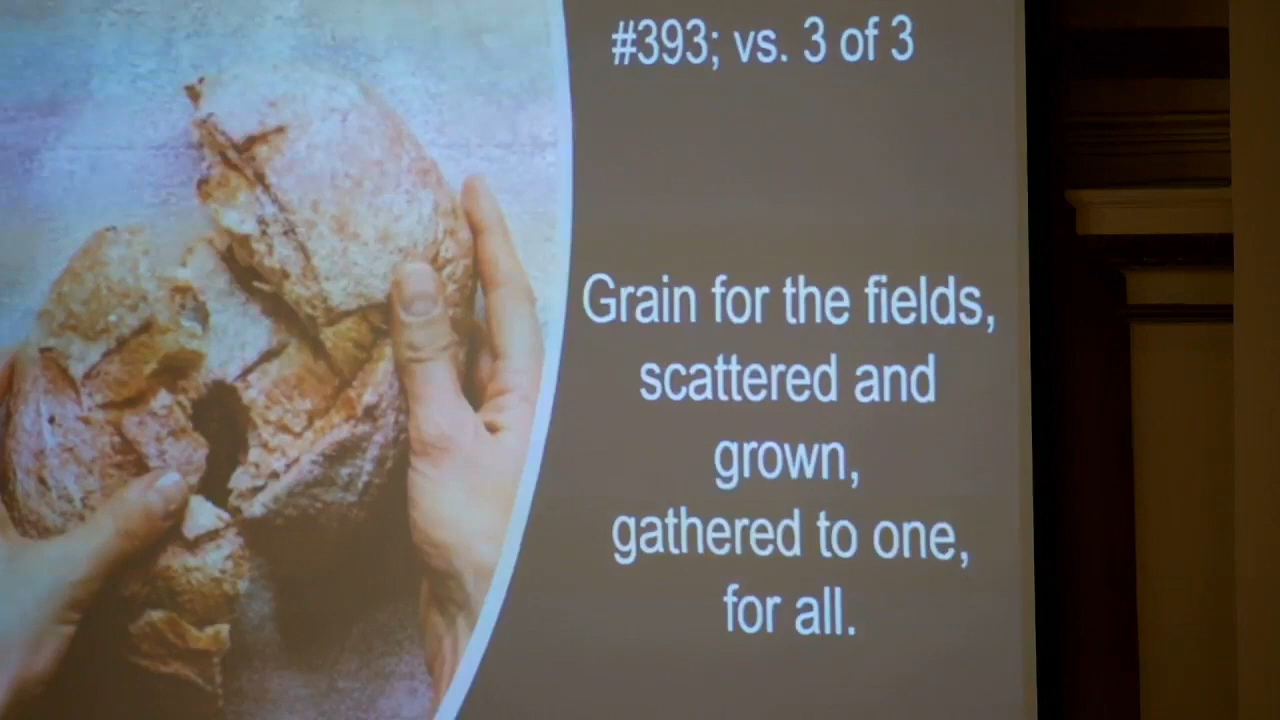 #393; vs. 3 of 3
Grain for the fields,
scattered and
grown,
gathered to one,
for all.